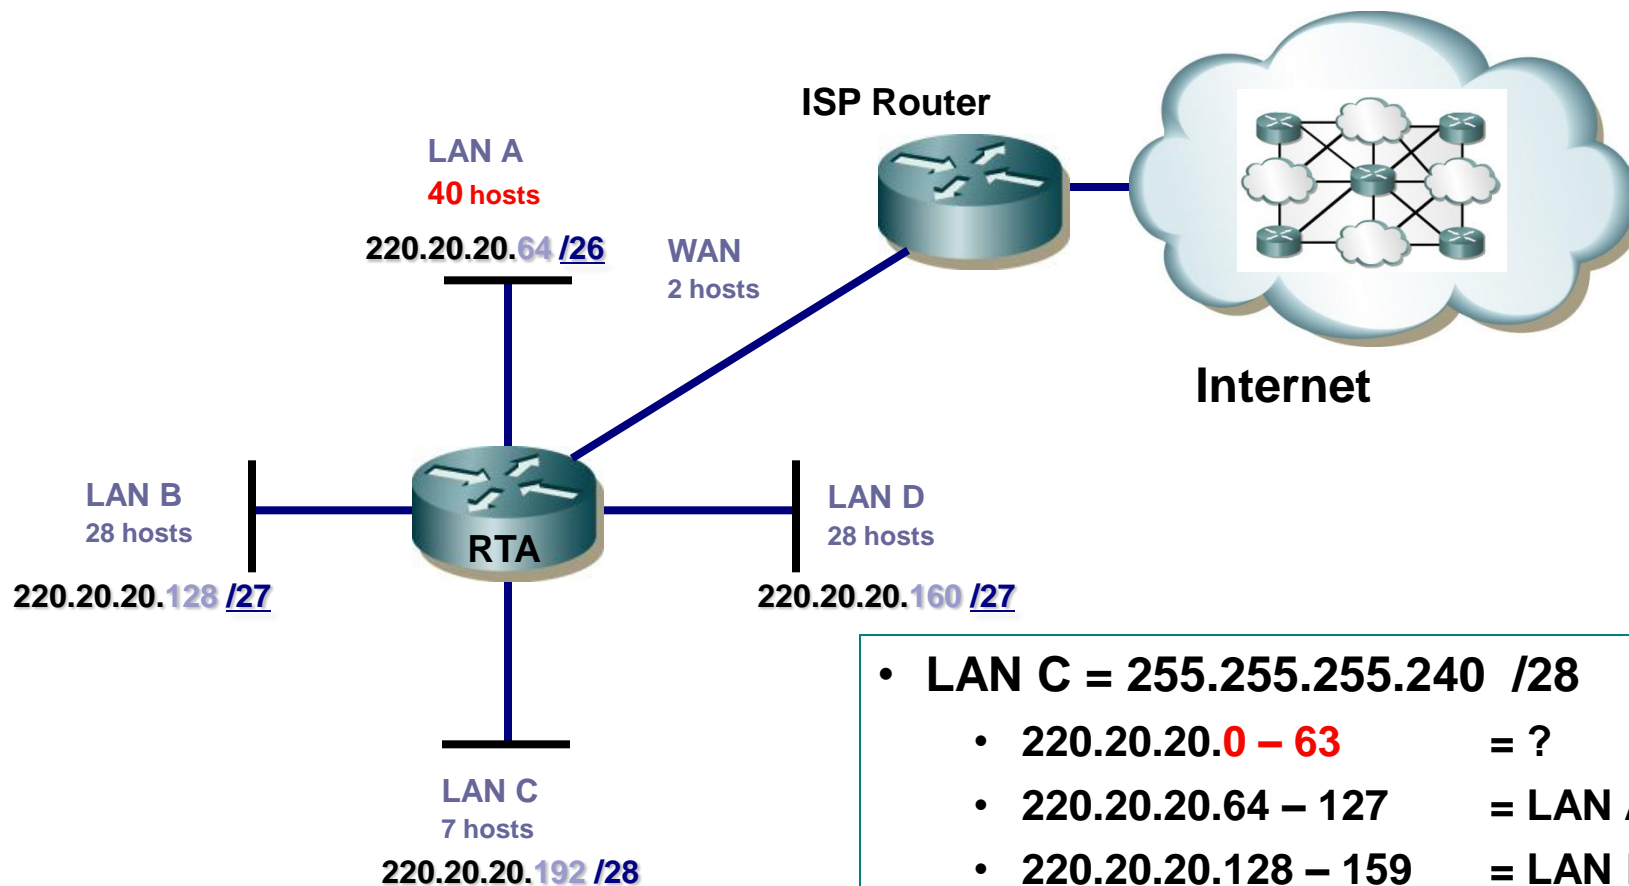 ISP Router
LAN A
40 hosts
220.20.20.64 /26
WAN
2 hosts
Internet
LAN B
28 hosts
220.20.20.128 /27
RTA
LAN D
28 hosts
220.20.20.160 /27
LAN C
7 hosts
220.20.20.192 /28
• LAN C = 255.255.255.240 /28
• 220.20.20.0 – 63 = ?
• 220.20.20.64 – 127 = LAN
• 220.20.20.128 – 159 = LAN